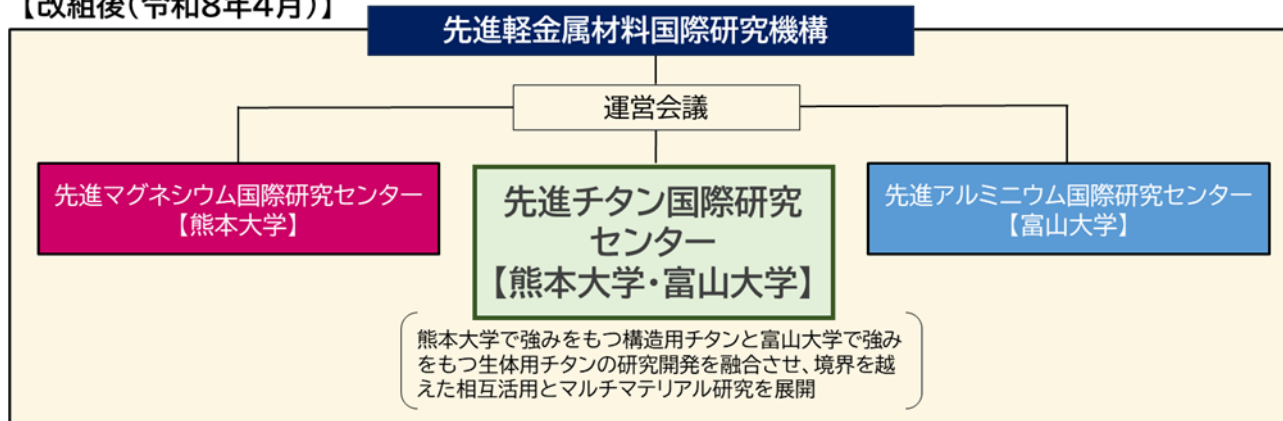 【改組後(令和8年4月)】
先進軽金属材料国際研究機構
運営会議
先進マグネシウム国際研究センター
【熊本大学】
先進チタン国際研究
センター
【熊本大学・富山大学】
先進アルミニウム国際研究センター
【富山大学】
熊本大学で強みをもつ構造用チタンと富山大学で強み
をもつ生体用チタンの研究開発を融合させ、境界を越
えた相互活用とマルチマテリアル研究を展開